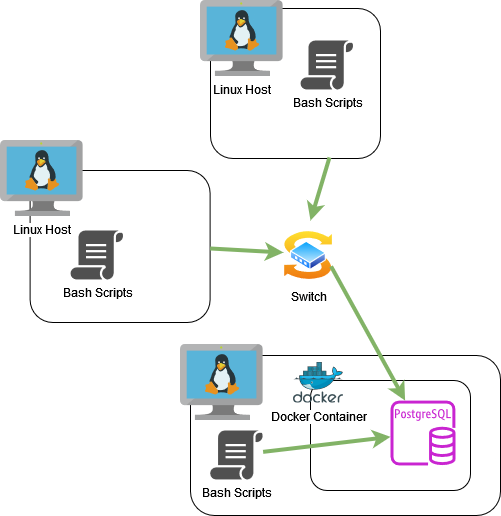 Linux Host
Bash Scripts
Linux Host
Bash Scripts
Switch
docker
Docker Container
PostgreSQL
Bash Scripts